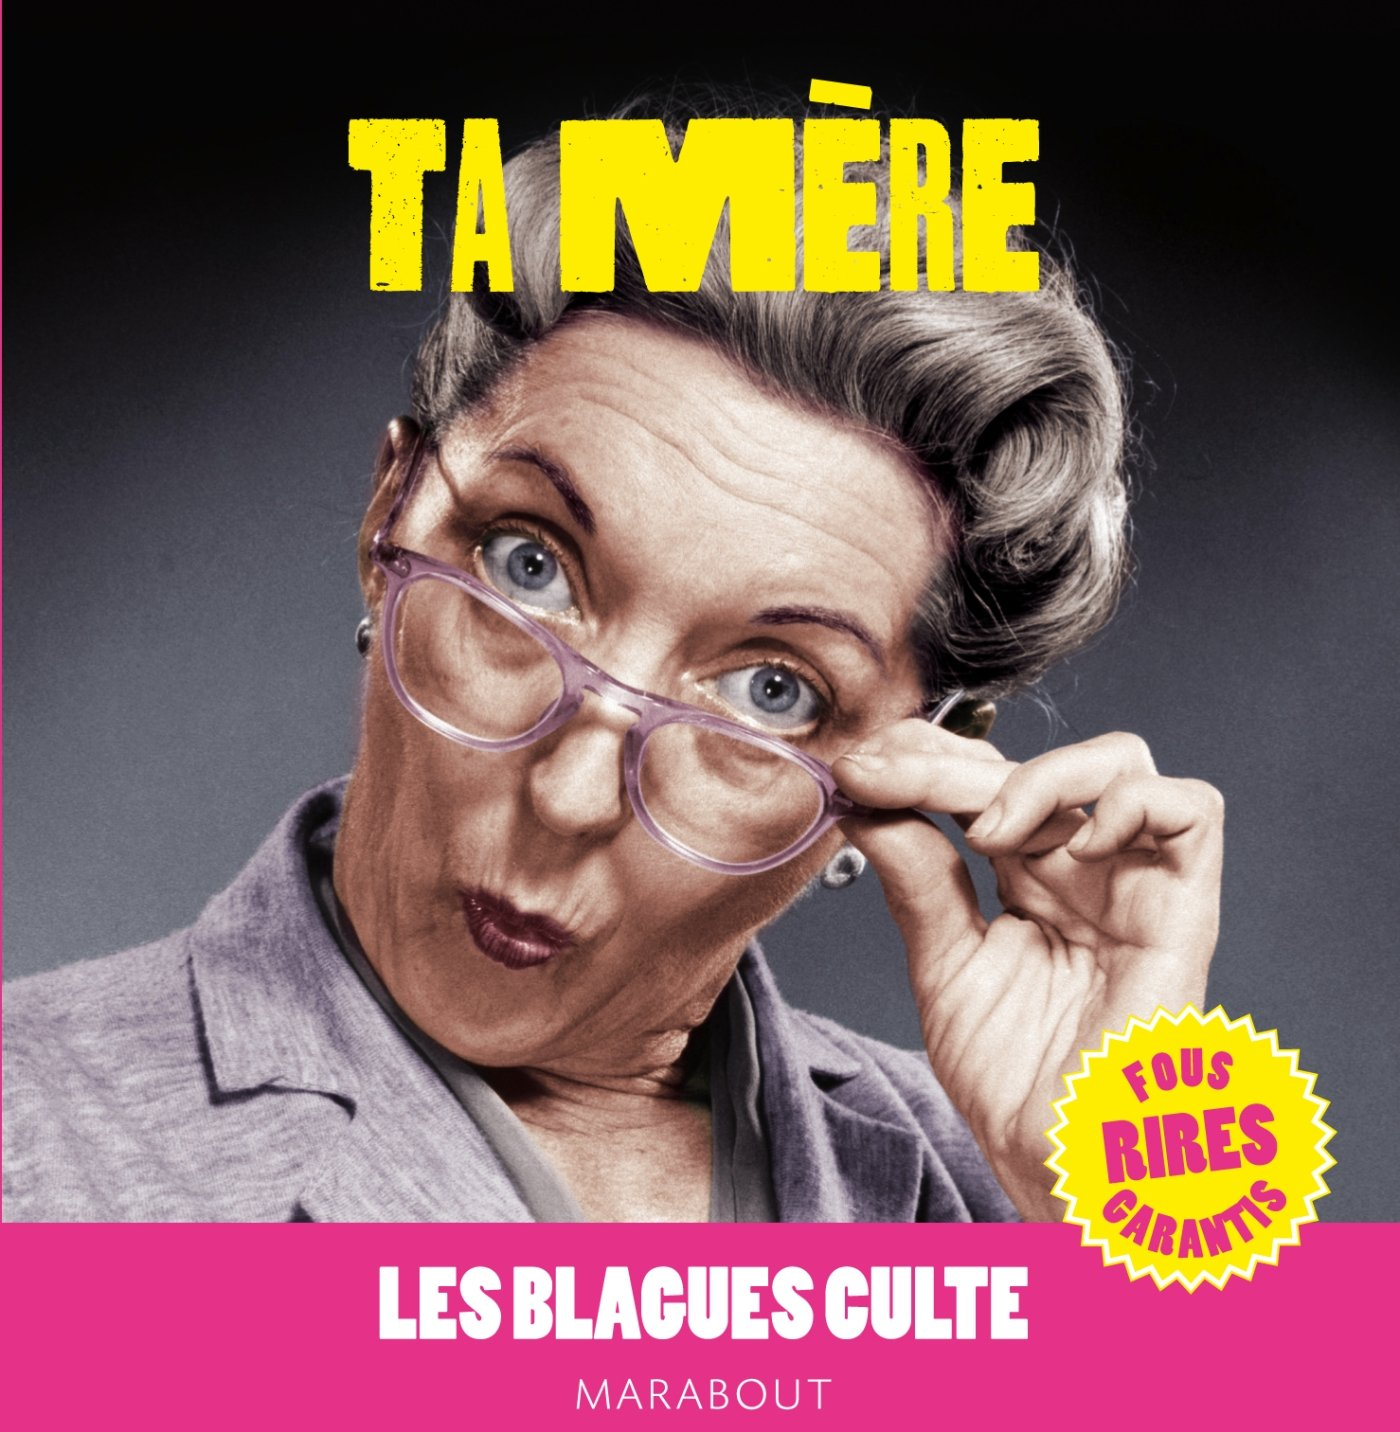 TA MÈRE
FOUS
RIRES
GARANTIS
LES BLAGUES CULTE
MARABOUT